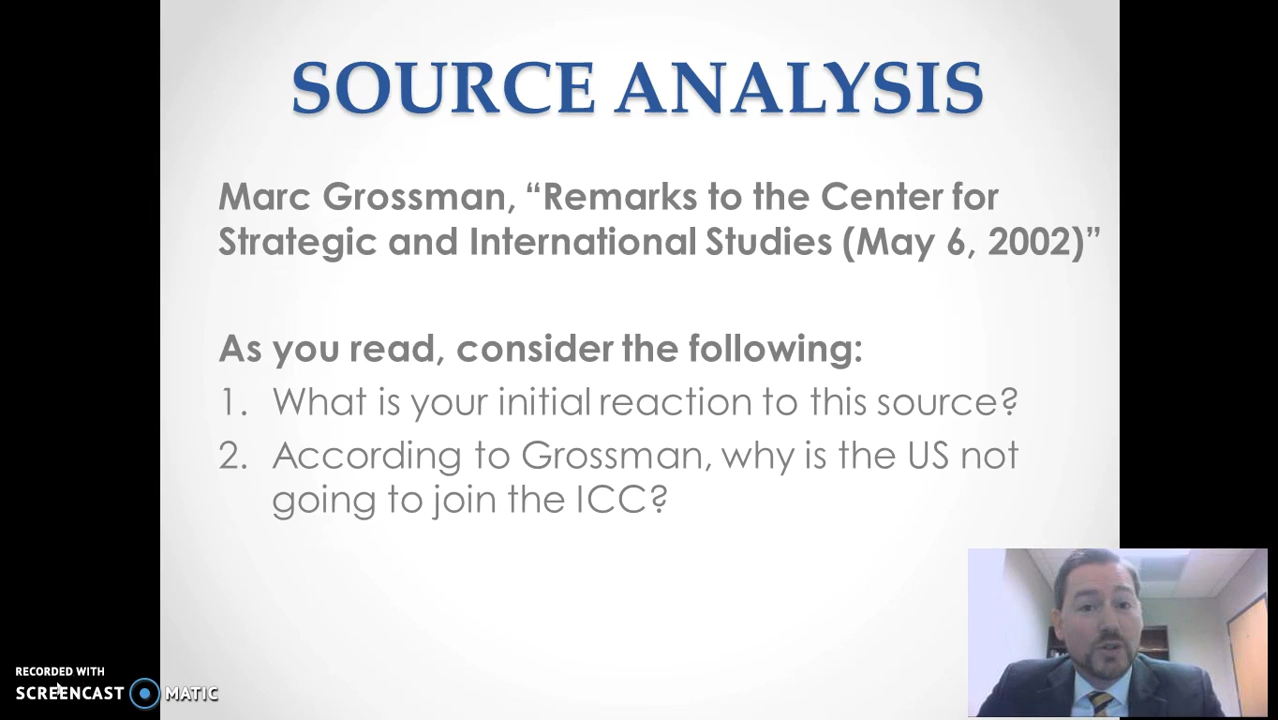 SOURCE ANALYSIS
Marc Grossman, “Remarks to the Center for
Strategic and International Studies (May 6, 2002)”
As you read, consider the following:
1. What is your initial reaction to this source?
2. According to Grossman, why is the US not
going to join the ICC?
RECORDED WITH
SCREENCAST MATIC